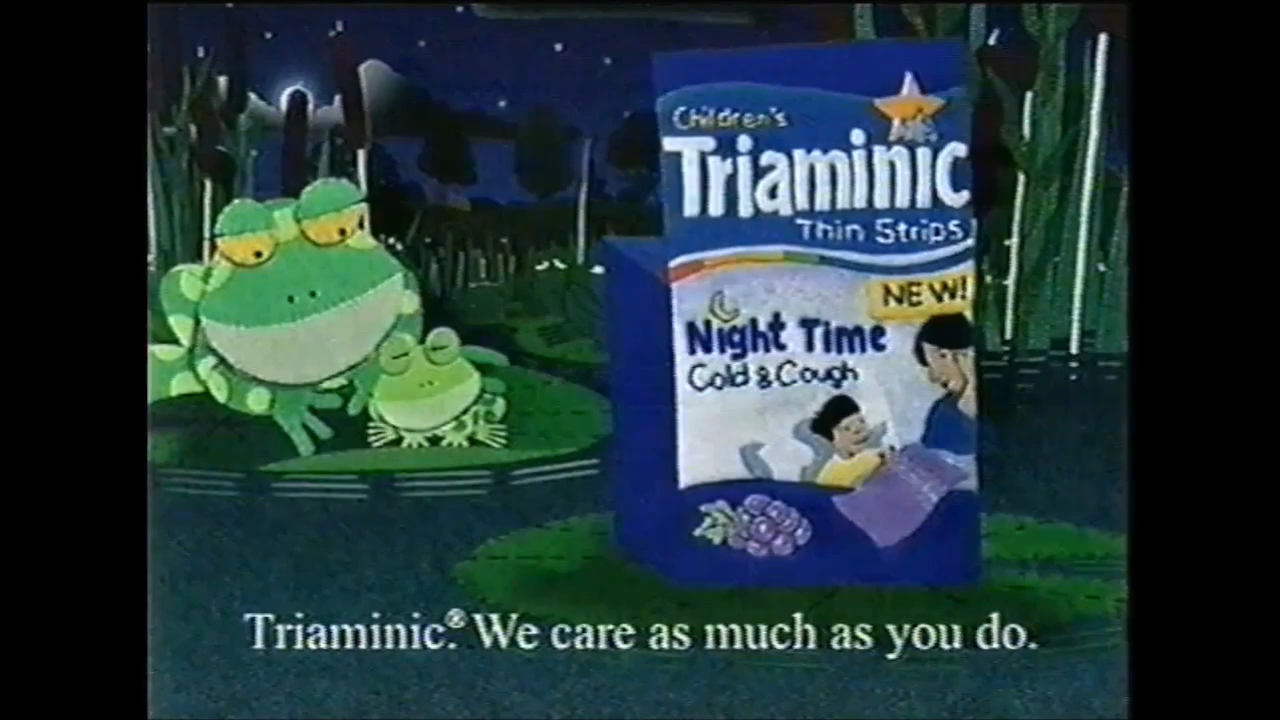 Children's
Triaminic
Thin Strips
NEW!
Night Time
Cold & Cough
Triaminic.® We care as much as you do.